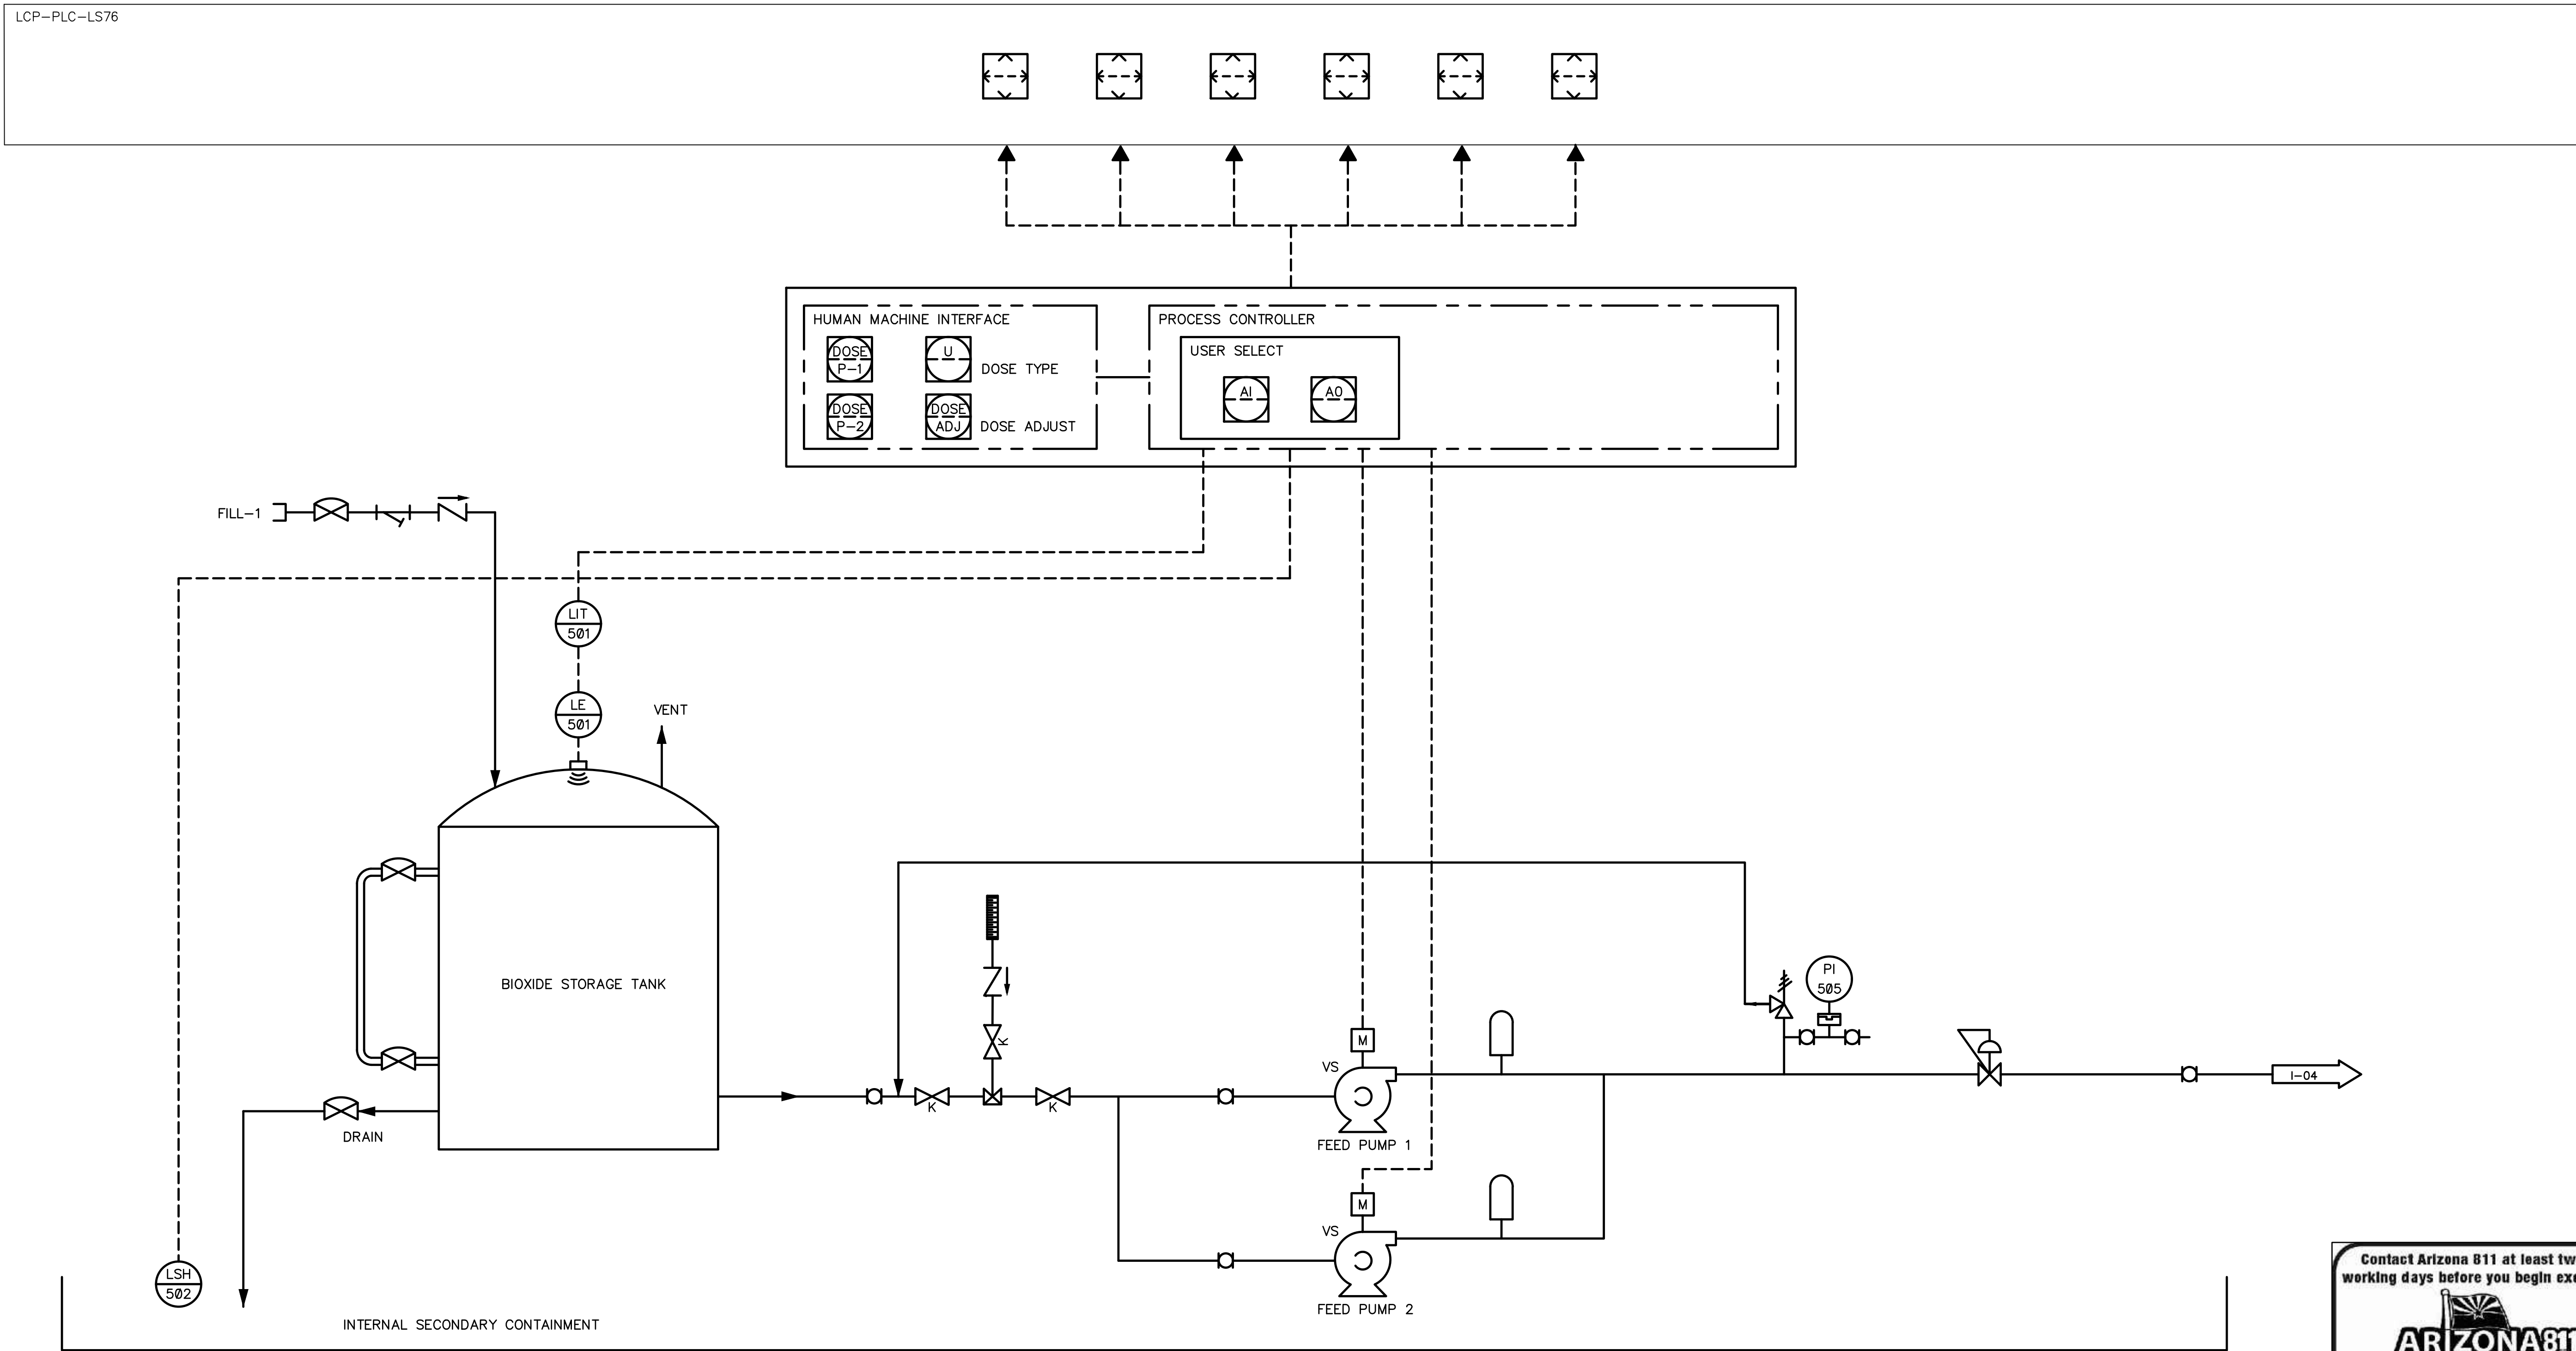 LCP-PLC-LS76
HUMAN MACHINE INTERFACE
DOSE
P-1
U
DOSE TYPE
DOSE
P-2
DOSE
ADJ
DOSE ADJUST
PROCESS CONTROLLER
USER SELECT
AI
AO
FILL-1
LIT
501
LE
501
VENT
BIOXIDE STORAGE TANK
DRAIN
K
K
K
M
VS
FEED PUMP 1
M
VS
FEED PUMP 2
PI
505
I-04
LSH
502
INTERNAL SECONDARY CONTAINMENT
Contact Arizona 811 at least
working days before you begin
ARIZONA811